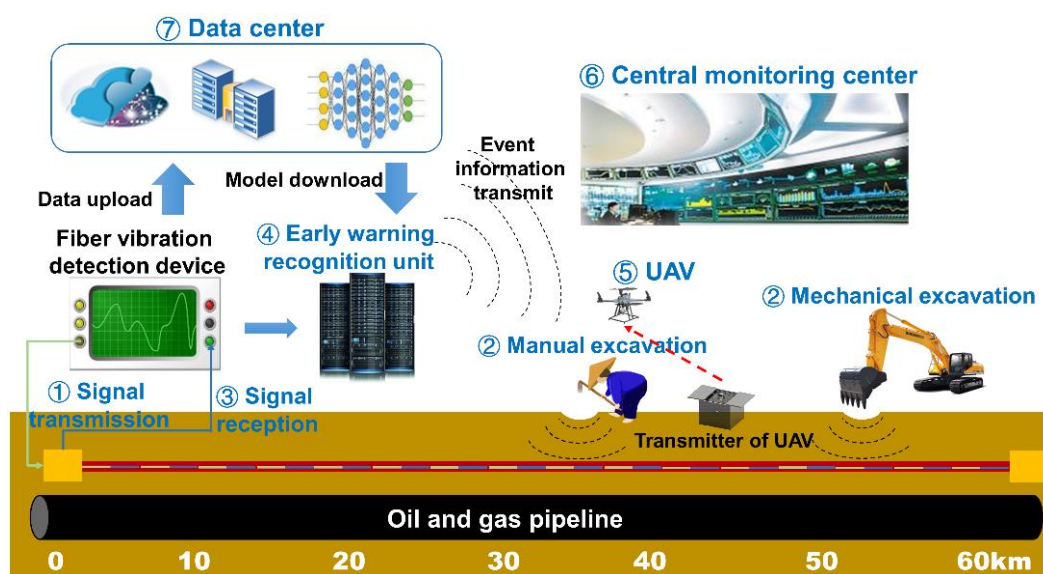 ⑦ Data center
⑥ Central monitoring center
Event
information
transmit
Model download
Data upload
Fiber vibration
detection device
④ Early warning
recognition unit
⑤ UAV
② Mechanical excavation
② Manual excavation
① Signal
transmission
③ Signal
reception
Transmitter of UAV
Oil and gas pipeline
0 10 20 30 40 50 60km